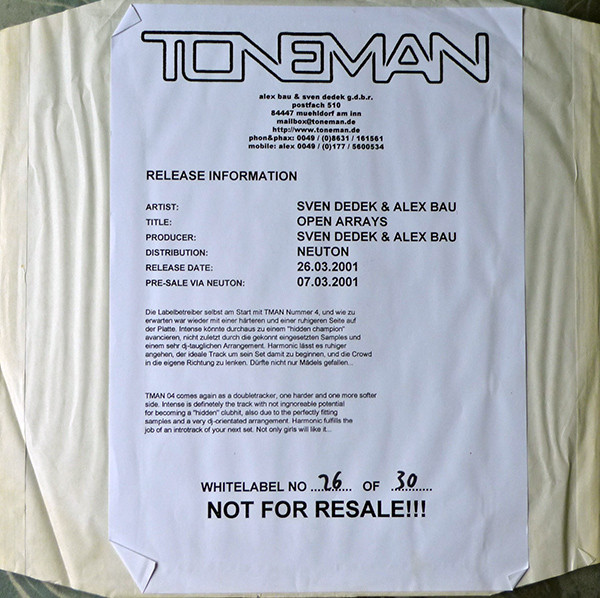 TONEMAN
alex bau & sven dedek g.d.b.r.
postfach 510
84447 muehldorf am inn
mailbox@toneman.de
http://www.toneman.de
phon&phax: 0049 / (0)8631 / 161561
mobile: alex 0049 / (0)177 / 5600534
RELEASE INFORMATION
ARTIST: SVEN DEDEK & ALEX BAU
TITLE: OPEN ARRAYS
PRODUCER: SVEN DEDEK & ALEX BAU
DISTRIBUTION: NEUTON
RELEASE DATE: 26.03.2001
PRE-SALE VIA NEUTON: 07.03.2001
Die Labelbetreiber selbst am Start mit TMAN Nummer 4, und wie zu
erwarten war wieder mit einer härteren und einer ruhigeren Seite auf
der Platte. Intense könnte durchaus zu einem "hidden champion"
avancieren, nicht zuletzt durch die gekonnt eingesetzten Samples und
einem sehr dj-tauglichen Arrangement. Harmonic lässt es ruhiger
angehen, der ideale Track um sein Set damit zu beginnen, und die Crowd
in die eigene Richtung zu lenken. Dürfte nicht nur Mädels gefallen...
TMAN 04 comes again as a doubletracker, one harder and one more softer
side. Intense is definetely the track with not ingnoreable potential
for becoming a "hidden" clubhit, also due to the perfectly fitting
samples and a very dj-orientated arrangement. Harmonic fulfills the
job of an introtrack of your next set. Not only girls will like it...
WHITELABEL NO ...26... OF ...30...
NOT FOR RESALE!!!